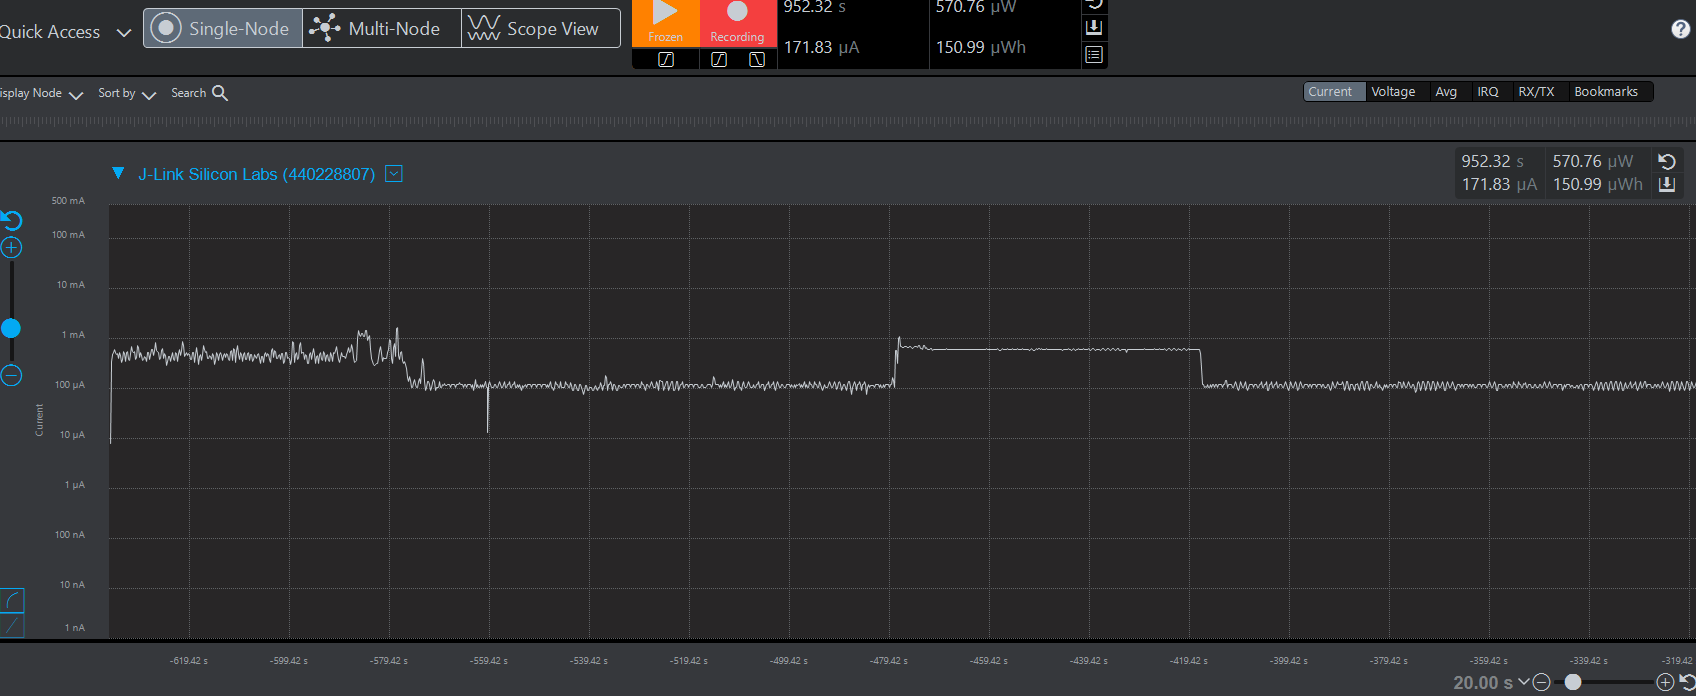 Quick Access
Single-Node
Multi-Node
Scope View
Frozen
Recording
952.32 s
570.76 µW
171.83 µA
150.99 µWh
?
isplay Node
Sort by
Search
Current
Voltage
Avg
IRQ
RX/TX
Bookmarks
J-Link Silicon Labs (440228807)
952.32 s
570.76 µW
171.83 µA
150.99 µWh
500 mA
100 mA
10 mA
1 mA
100 µA
10 µA
1 µA
100 nA
10 nA
1 nA
Current
-619.42 s
-599.42 s
-579.42 s
-559.42 s
-539.42 s
-519.42 s
-499.42 s
-479.42 s
-459.42 s
-439.42 s
-419.42 s
-399.42 s
-379.42 s
-359.42 s
-339.42 s
-319.42
20.00 s